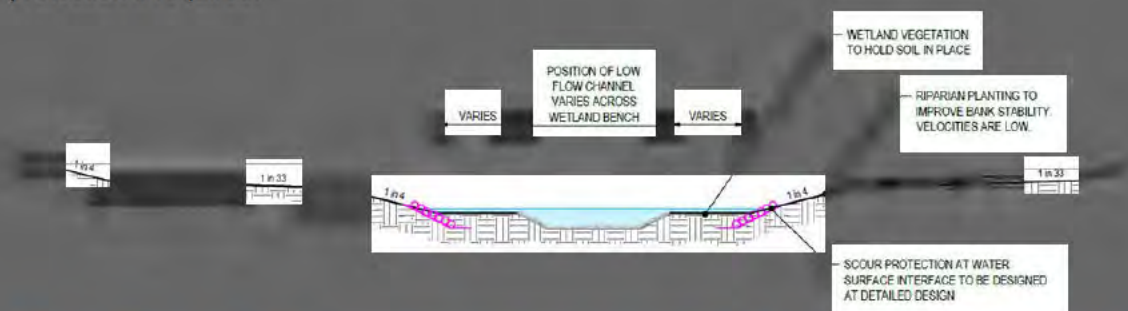 WETLAND VEGETATION
TO HOLD SOIL IN PLACE
POSITION OF LOW
FLOW CHANNEL
VARIES ACROSS
WETLAND BENCH
VARIES
VARIES
RIPARIAN PLANTING TO
IMPROVE BANK STABILITY.
VELOCITIES ARE LOW.
1 in 4
1 in 33
1 in 4
1 in 4
1 in 33
SCOUR PROTECTION AT WATER
SURFACE INTERFACE TO BE DESIGNED
AT DETAILED DESIGN